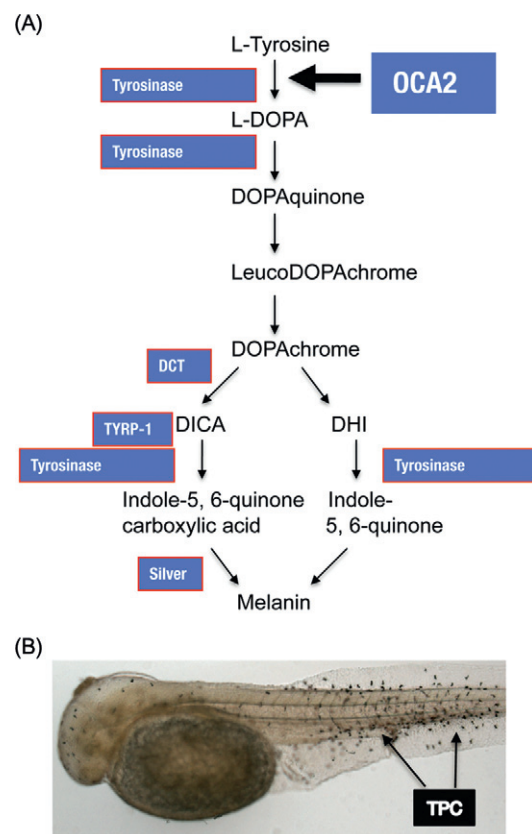 (A)
L-Tyrosine
Tyrosinase
OCA2
L-DOPA
Tyrosinase
DOPAquinone
LeucoDOPAchrome
DOPAchrome
DCT
TYRP-1
DICA
DHI
Tyrosinase
Tyrosinase
Indole-5, 6-quinone
carboxylic acid
Indole-
5, 6-quinone
Silver
Melanin
(B)
TPC